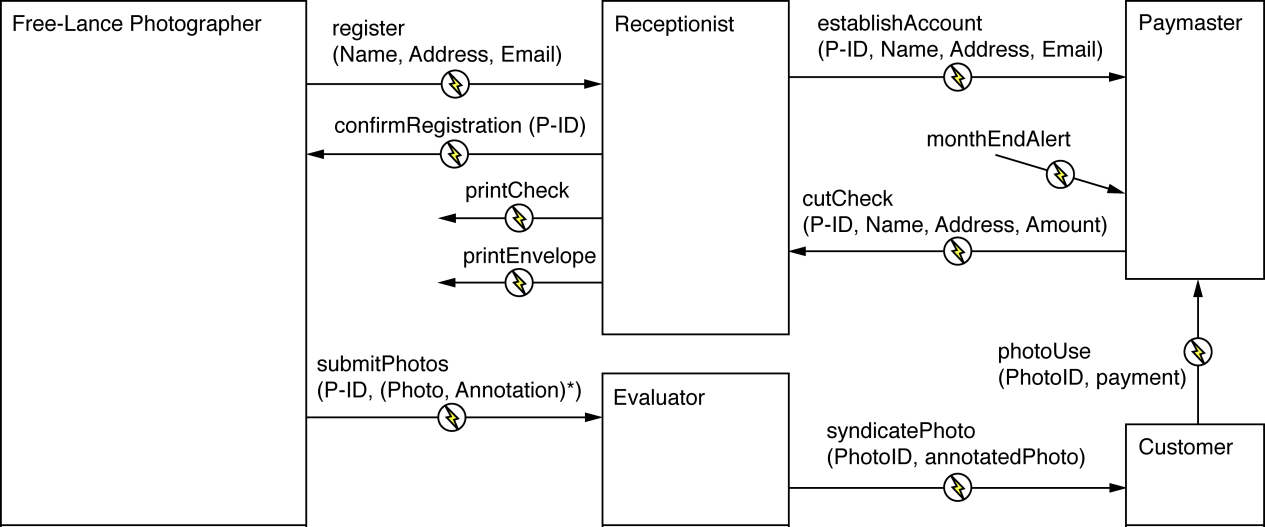 Free-Lance Photographer
register
(Name, Address, Email)
Receptionist
establishAccount
(P-ID, Name, Address, Email)
Paymaster
confirmRegistration (P-ID)
monthEndAlert
printCheck
cutCheck
(P-ID, Name, Address, Amount)
printEnvelope
submitPhotos
(P-ID, (Photo, Annotation)*)
Evaluator
photoUse
(PhotoID, payment)
syndicatePhoto
(PhotoID, annotatedPhoto)
Customer